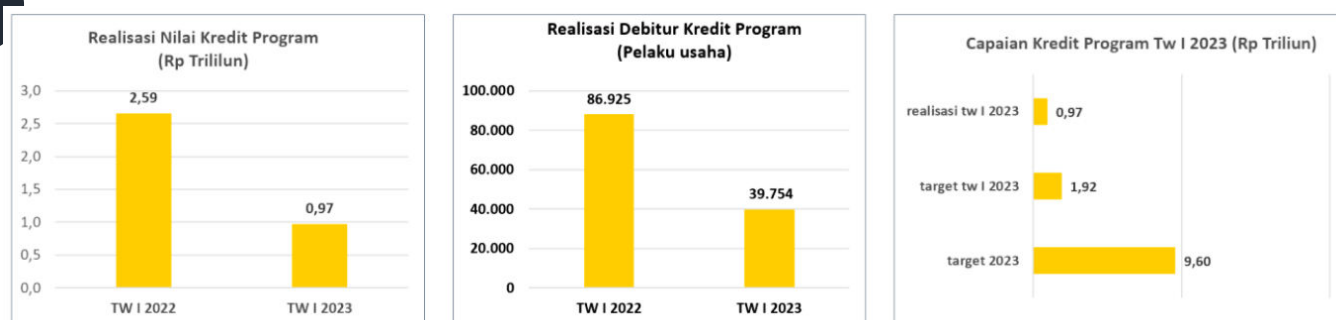 Realisasi Nilai Kredit Program
(Rp Trililun)
3,0
2,5
2,0
1,5
1,0
0,5
0,0
2,59
0,97
TW I 2022
TW I 2023
Realisasi Debitur Kredit Program
(Pelaku usaha)
100.000
80.000
60.000
40.000
20.000
0
86.925
39.754
TW I 2022
TW I 2023
Capaian Kredit Program Tw I 2023 (Rp Triliun)
realisasi tw I 2023
0,97
target tw I 2023
1,92
target 2023
9,60